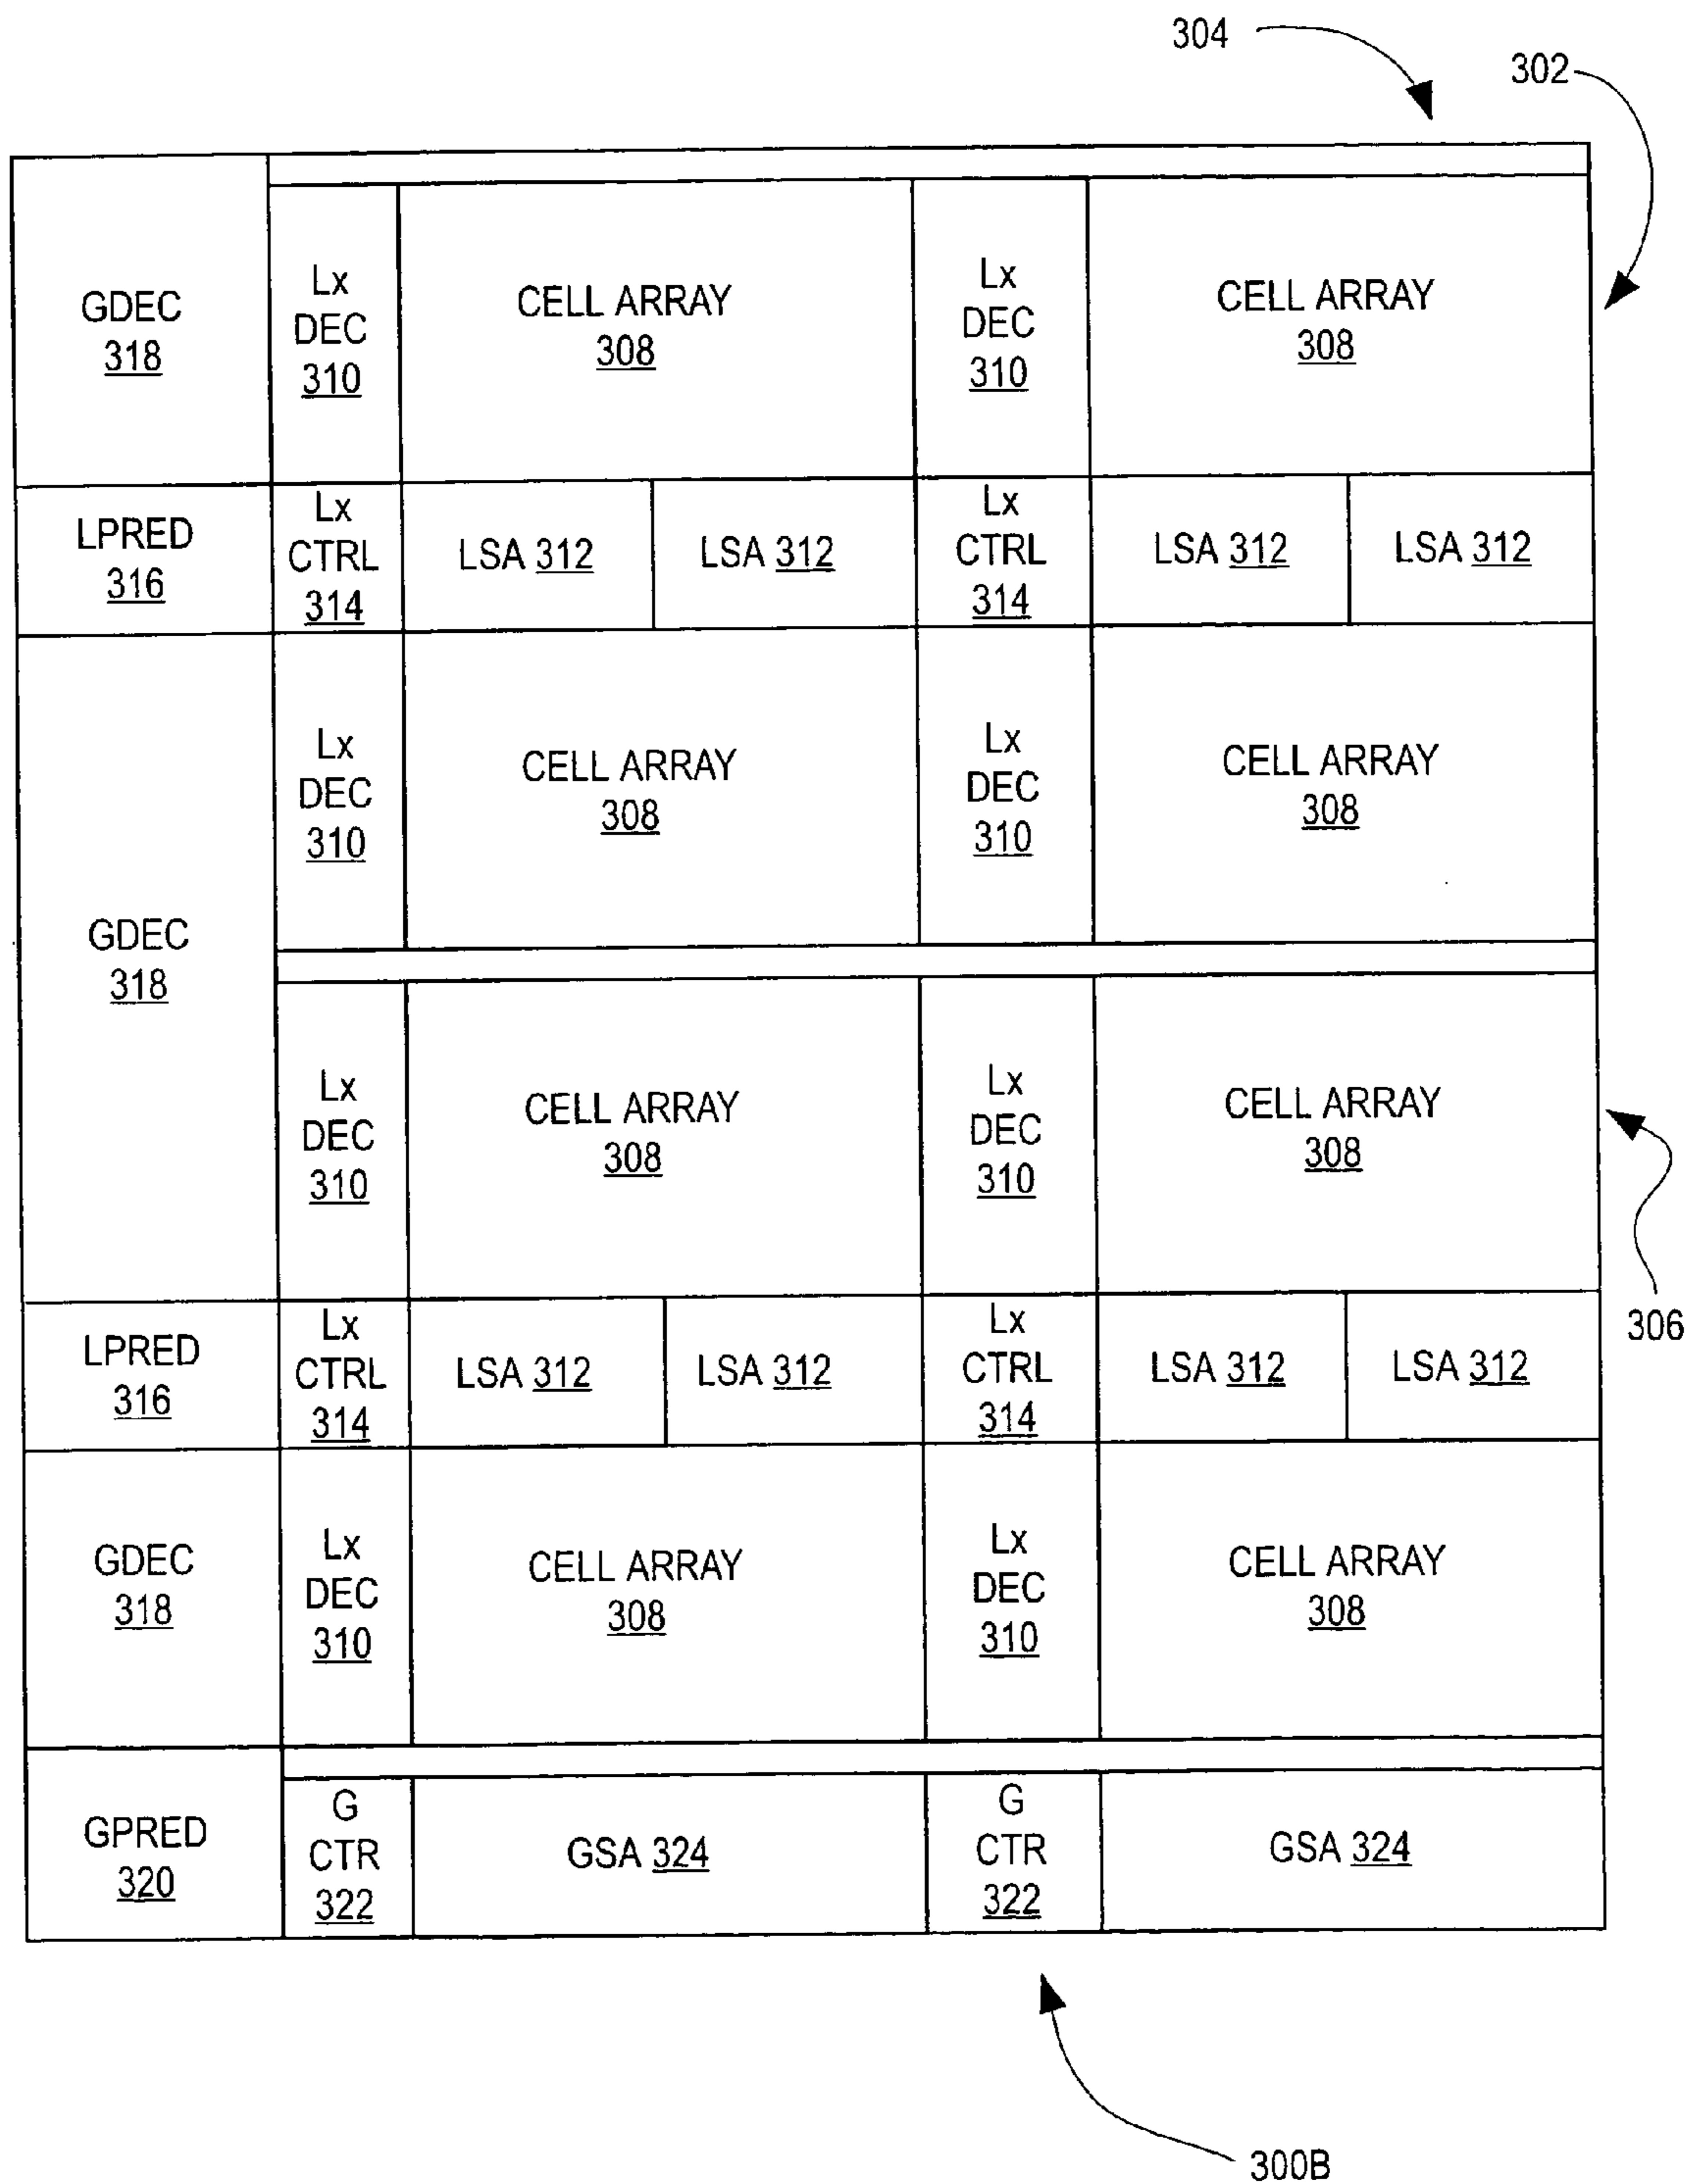 304
302
GDEC
318
Lx
DEC
310
CELL ARRAY
308
Lx
DEC
310
CELL ARRAY
308
LPRED
316
Lx
CTRL
314
LSA 312
LSA 312
Lx
CTRL
314
LSA 312
LSA 312
GDEC
318
Lx
DEC
310
CELL ARRAY
308
Lx
DEC
310
CELL ARRAY
308
Lx
DEC
310
CELL ARRAY
308
Lx
DEC
310
CELL ARRAY
308
306
LPRED
316
Lx
CTRL
314
LSA 312
LSA 312
Lx
CTRL
314
LSA 312
LSA 312
GDEC
318
Lx
DEC
310
CELL ARRAY
308
Lx
DEC
310
CELL ARRAY
308
GPRED
320
G
CTR
322
GSA 324
G
CTR
322
GSA 324
300B